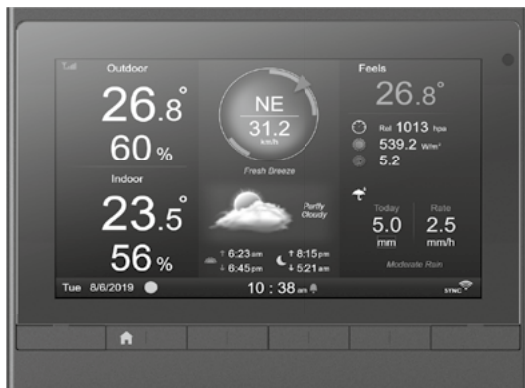 Outdoor
26.8°
60 %
Indoor
23.5°
56 %
NE
31.2
km/h
Fresh Breeze
Partly
Cloudy
↑ 6:23 am
↓ 6:45 pm
↑ 8:15 pm
↓ 5:21 am
Feels
26.8°
Rel 1013 hpa
539.2 W/m²
5.2
Today
5.0
mm
Rate
2.5
mm/h
Moderate Rain
Tue 8/6/2019
10 : 38 am
SYNC